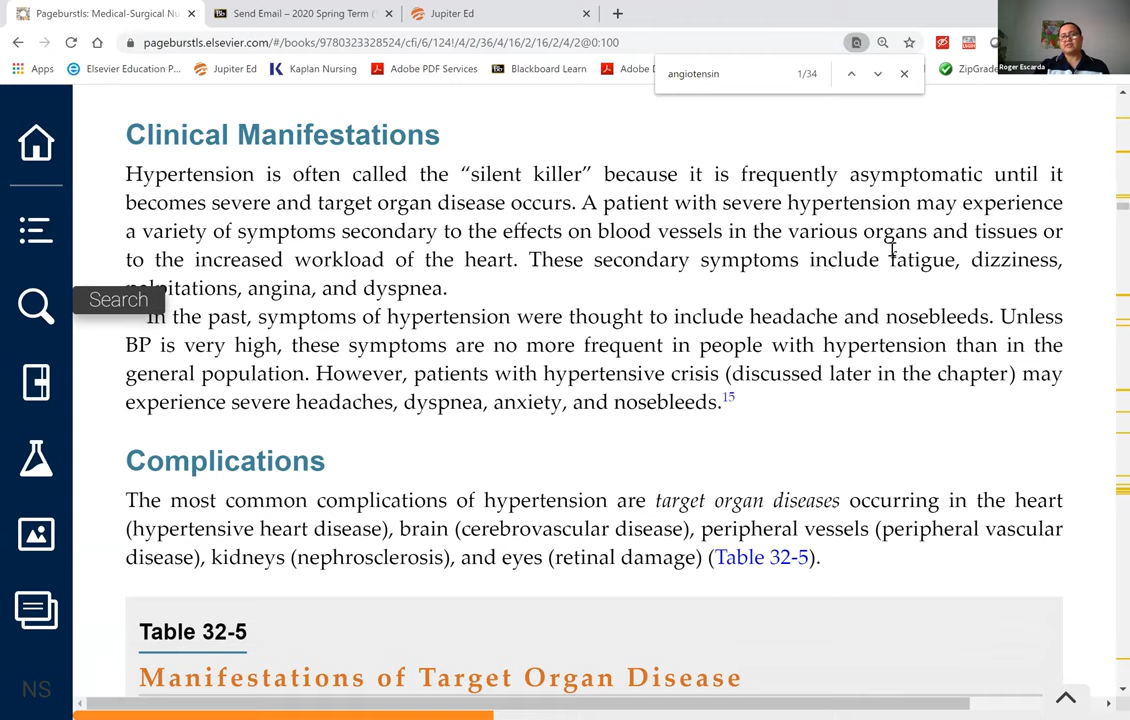 Pageburstls: Medical-Surgical Nu
Send Email – 2020 Spring Term (
Jupiter Ed
pageburstls.elsevier.com/#/books/9780323328524/cfi/6/124!/4/2/36/4/16/2/16/2/4/2@0:100
Roger Escarda
Apps
Elsevier Education P...
Jupiter Ed
Kaplan Nursing
Adobe PDF Services
Blackboard Learn
Adobe D
angiotensin
1/34
ZipGrade
Clinical Manifestations
Hypertension is often called the “silent killer” because it is frequently asymptomatic until it
becomes severe and target organ disease occurs. A patient with severe hypertension may experience
a variety of symptoms secondary to the effects on blood vessels in the various organs and tissues or
to the increased workload of the heart. These secondary symptoms include fatigue, dizziness,
palpitations, angina, and dyspnea.
Search
In the past, symptoms of hypertension were thought to include headache and nosebleeds. Unless
BP is very high, these symptoms are no more frequent in people with hypertension than in the
general population. However, patients with hypertensive crisis (discussed later in the chapter) may
experience severe headaches, dyspnea, anxiety, and nosebleeds.15
Complications
The most common complications of hypertension are target organ diseases occurring in the heart
(hypertensive heart disease), brain (cerebrovascular disease), peripheral vessels (peripheral vascular
disease), kidneys (nephrosclerosis), and eyes (retinal damage) (Table 32-5).
Table 32-5
Manifestations of Target Organ Disease
NS